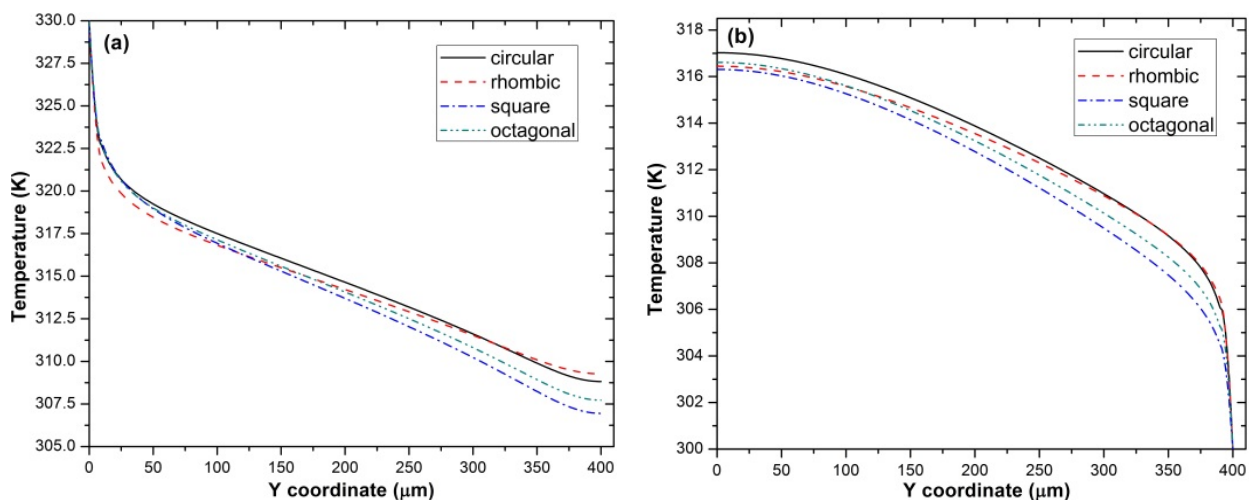 (a)
circular
rhombic
square
octagonal
330.0
327.5
325.0
322.5
320.0
317.5
315.0
312.5
310.0
307.5
305.0
Temperature (K)
0 50 100 150 200 250 300 350 400
Y coordinate (μm)
(b)
circular
rhombic
square
octagonal
318
316
314
312
310
308
306
304
302
300
Temperature (K)
0 50 100 150 200 250 300 350 400
Y coordinate (μm)